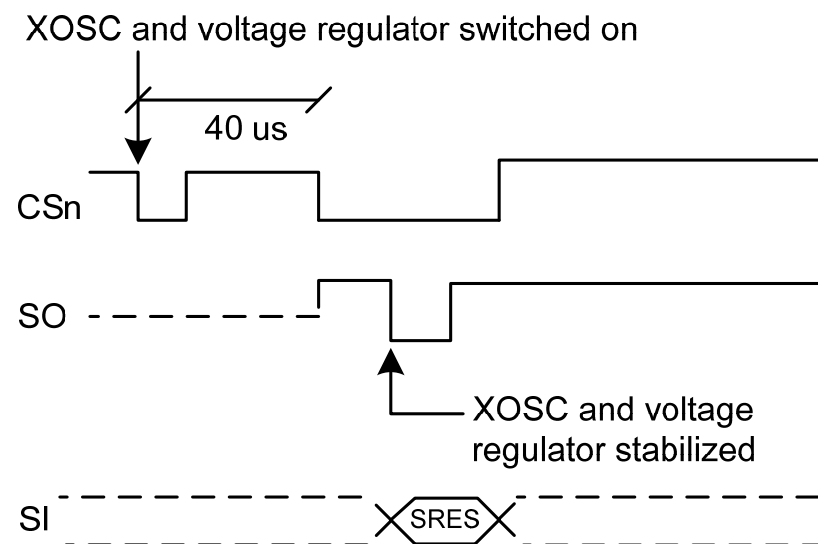 XOSC and voltage regulator switched on
40 us
CSn
SO
XOSC and voltage
regulator stabilized
SI
SRES